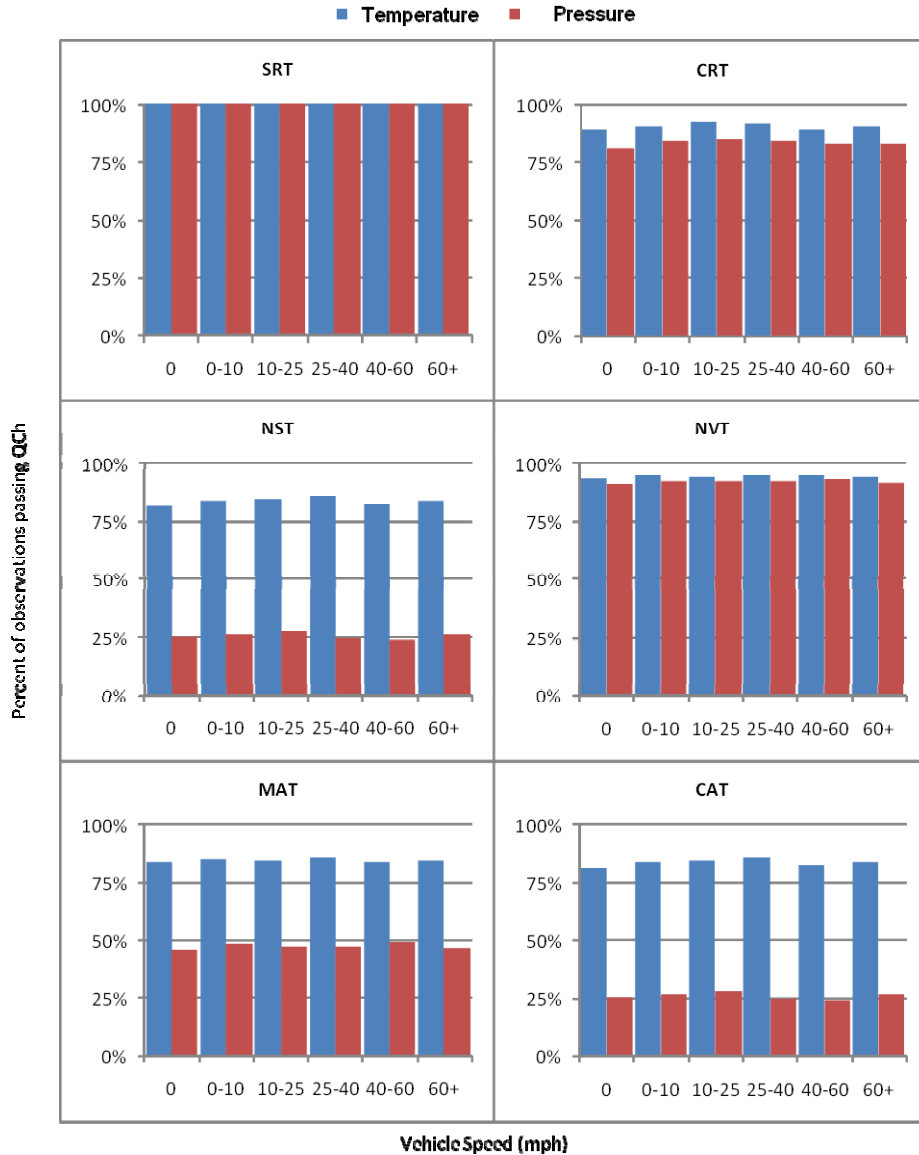 Temperature Pressure
SRT
100%
75%
50%
25%
0%
0 0-10 10-25 25-40 40-60 60+
CRT
100%
75%
50%
25%
0%
0 0-10 10-25 25-40 40-60 60+
Percent of observations passing QCh
NST
100%
75%
50%
25%
0%
0 0-10 10-25 25-40 40-60 60+
NVT
100%
75%
50%
25%
0%
0 0-10 10-25 25-40 40-60 60+
MAT
100%
75%
50%
25%
0%
0 0-10 10-25 25-40 40-60 60+
CAT
100%
75%
50%
25%
0%
0 0-10 10-25 25-40 40-60 60+
Vehicle Speed (mph)